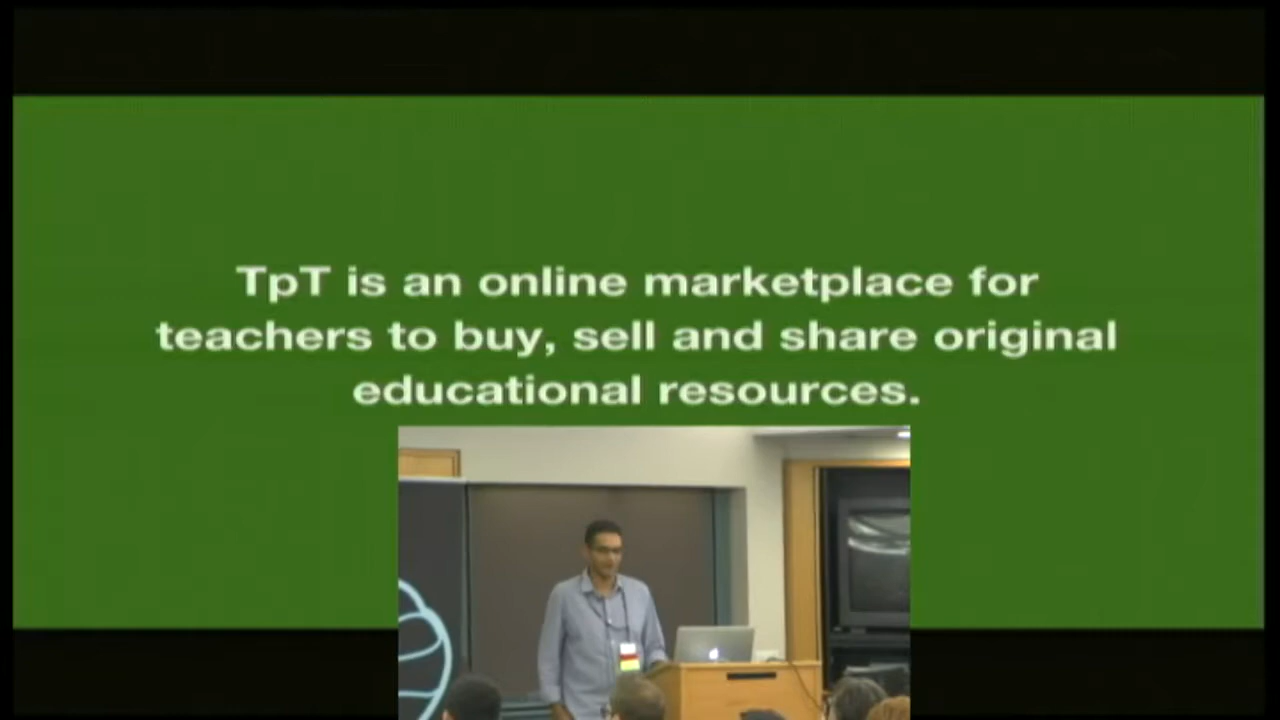 TpT is an online marketplace for
teachers to buy, sell and share original
educational resources.